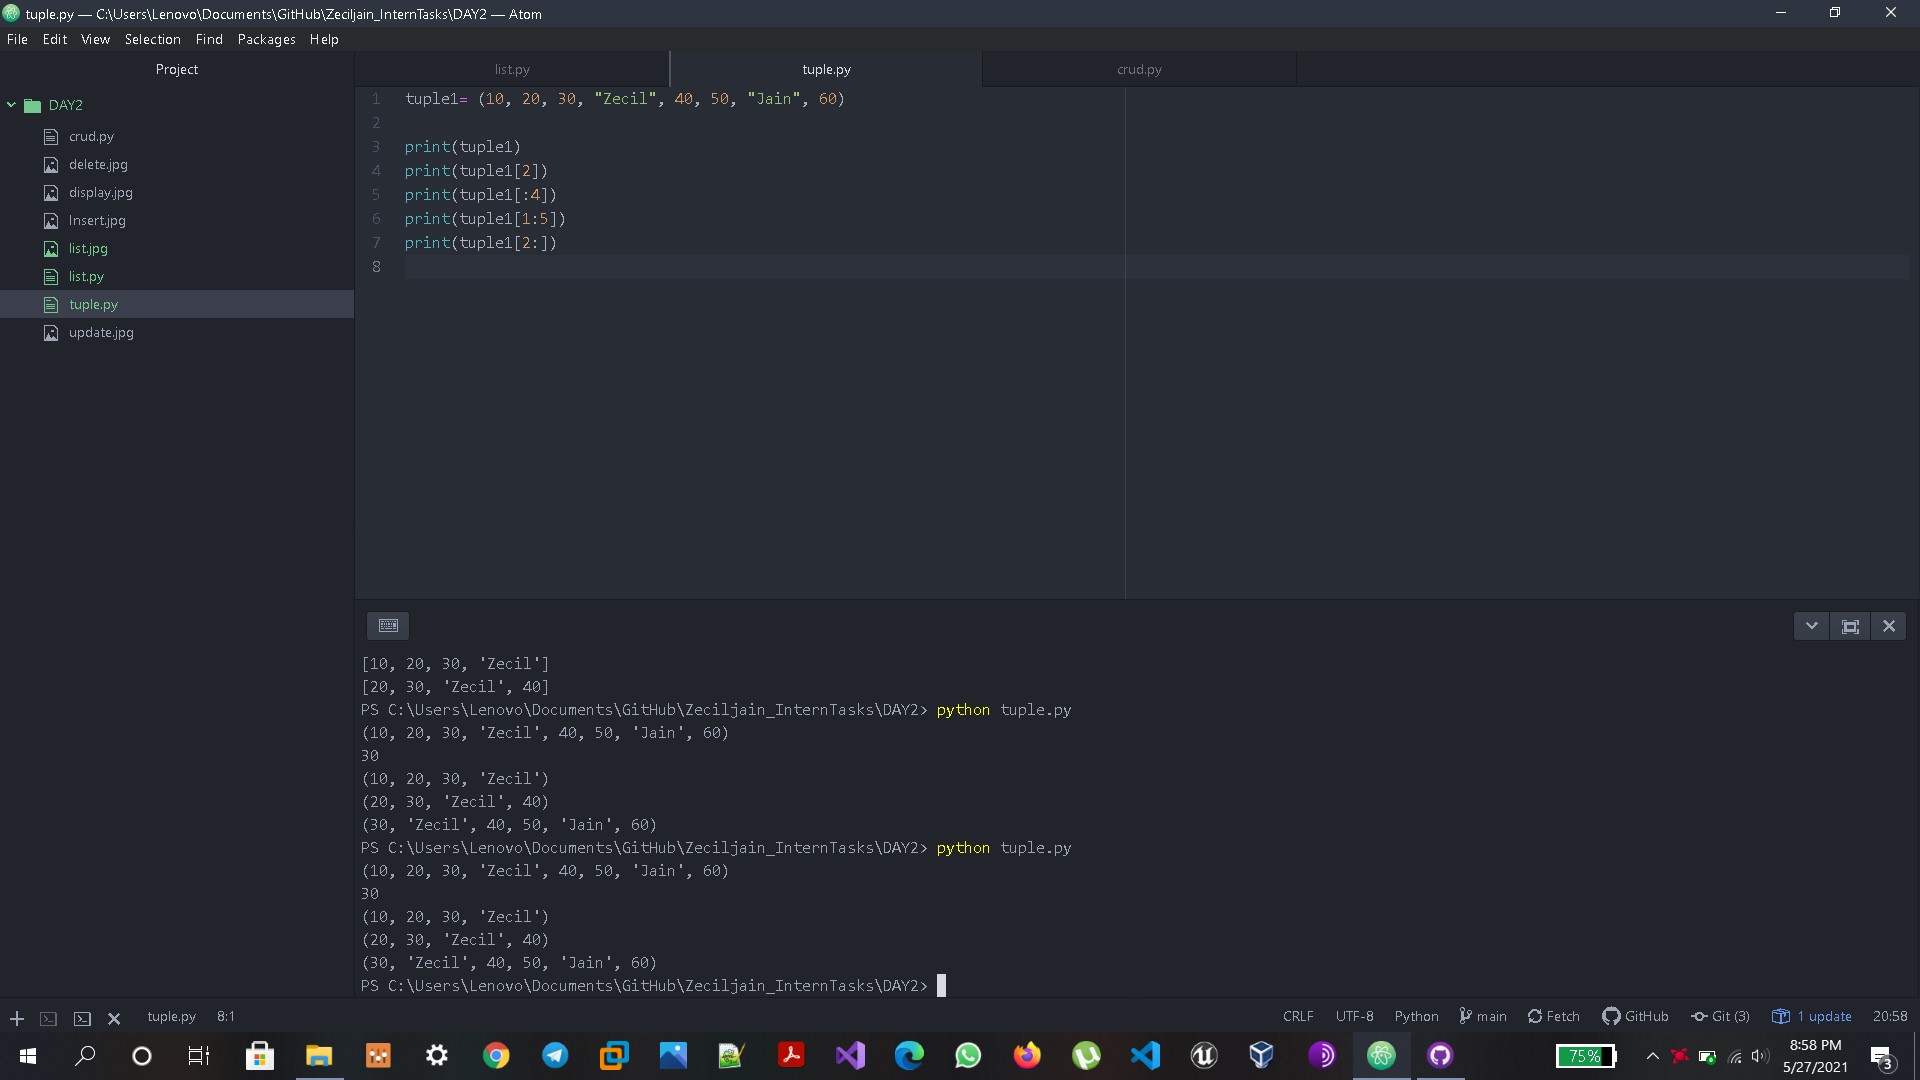 tuple.py — C:\Users\Lenovo\Documents\GitHub\Zeciljain_InternTasks\DAY2 — Atom
File Edit View Selection Find Packages Help
Project
list.py
tuple.py
crud.py
DAY2
crud.py
delete.jpg
display.jpg
Insert.jpg
list.jpg
list.py
tuple.py
update.jpg
1 tuple1= (10, 20, 30, "Zecil", 40, 50, "Jain", 60)
2
3 print(tuple1)
4 print(tuple1[2])
5 print(tuple1[:4])
6 print(tuple1[1:5])
7 print(tuple1[2:])
8
[10, 20, 30, 'Zecil']
[20, 30, 'Zecil', 40]
PS C:\Users\Lenovo\Documents\GitHub\Zeciljain_InternTasks\DAY2> python tuple.py
(10, 20, 30, 'Zecil', 40, 50, 'Jain', 60)
30
(10, 20, 30, 'Zecil')
(20, 30, 'Zecil', 40)
(30, 'Zecil', 40, 50, 'Jain', 60)
PS C:\Users\Lenovo\Documents\GitHub\Zeciljain_InternTasks\DAY2> python tuple.py
(10, 20, 30, 'Zecil', 40, 50, 'Jain', 60)
30
(10, 20, 30, 'Zecil')
(20, 30, 'Zecil', 40)
(30, 'Zecil', 40, 50, 'Jain', 60)
PS C:\Users\Lenovo\Documents\GitHub\Zeciljain_InternTasks\DAY2>
tuple.py 8:1 CRLF UTF-8 Python main Fetch GitHub Git (3) 1 update 20:58
75% 8:58 PM
5/27/2021 3